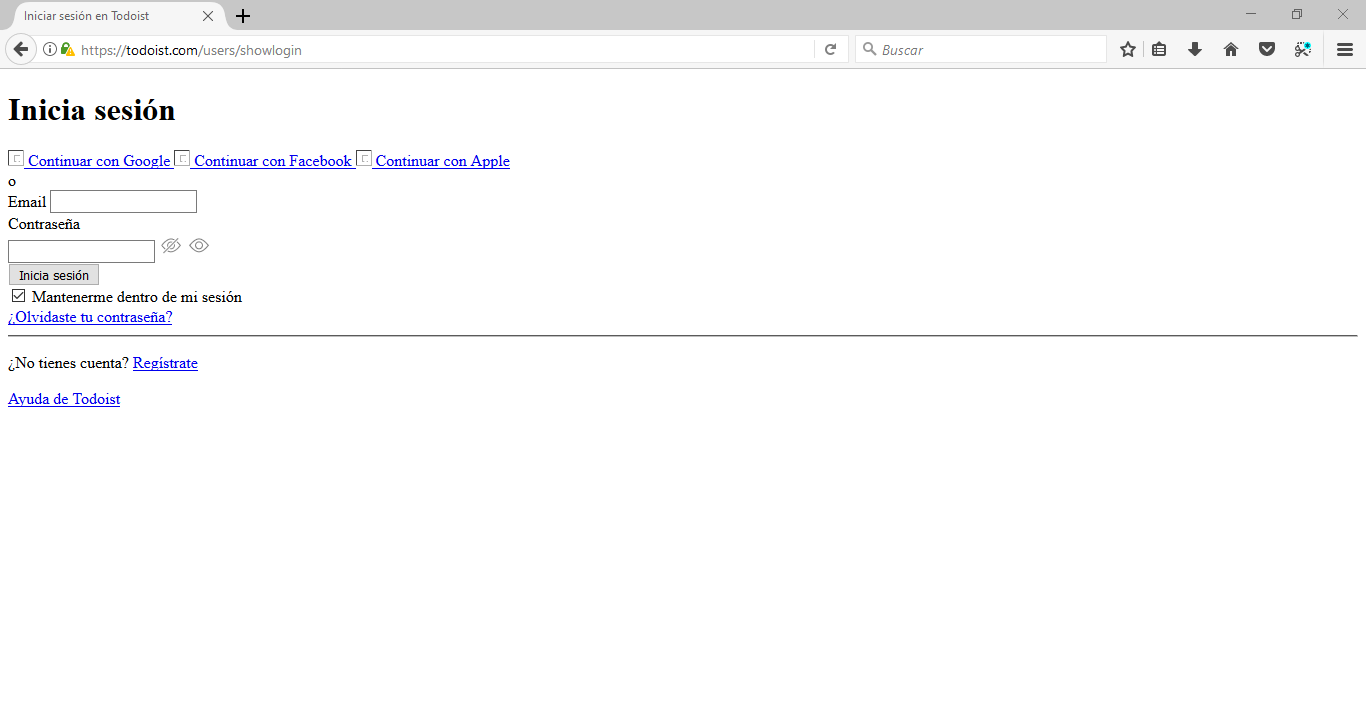 Iniciar sesión en Todoist
https://todoist.com/users/showlogin
Buscar
Inicia sesión
Continuar con Google Continuar con Facebook Continuar con Apple
o
Email
Contraseña
Inicia sesión
Mantenerme dentro de mi sesión
¿Olvidaste tu contraseña?
¿No tienes cuenta? Regístrate
Ayuda de Todoist